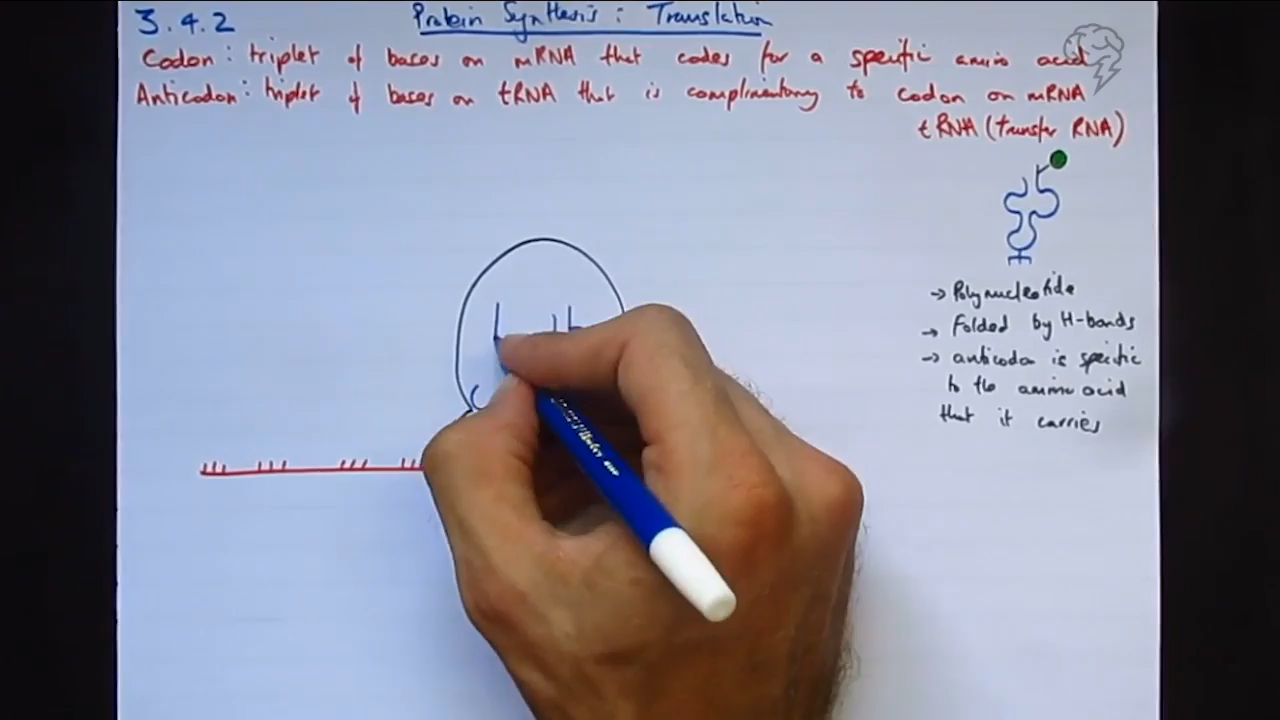 3.4.2
Protein Synthesis: Translation
Codon: triplet of bases on mRNA that codes for a specific amino acid
Anticodon: triplet of bases on tRNA that is complimentary to codon on mRNA
tRNA (transfer RNA)
→ Polynucleotide
→ Folded by H-bonds
→ anticodon is specific
to the amino acid
that it carries